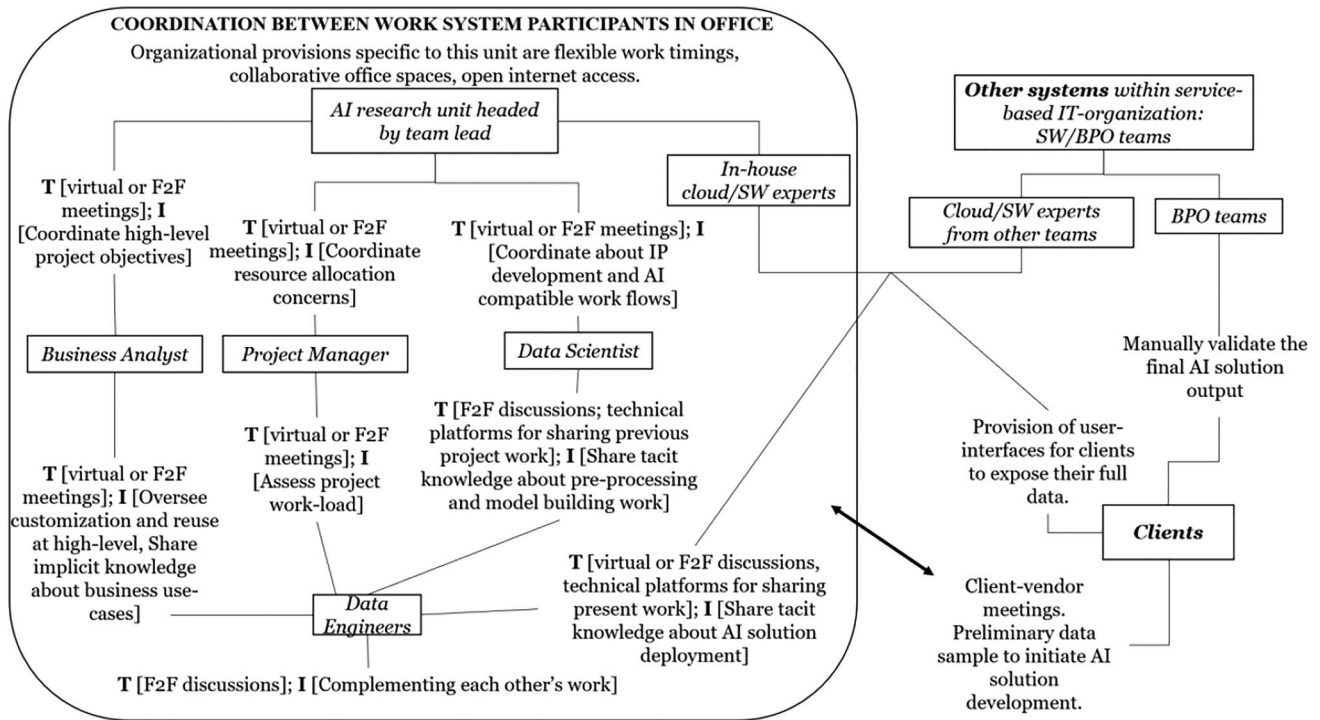 COORDINATION BETWEEN WORK SYSTEM PARTICIPANTS IN OFFICE
Organizational provisions specific to this unit are flexible work timings,
collaborative office spaces, open internet access.
AI research unit headed
by team lead
T [virtual or F2F
meetings]; I
[Coordinate high-level
project objectives]
T [virtual or F2F
meetings]; I [Coordinate
resource allocation
concerns]
T [virtual or F2F meetings]; I
[Coordinate about IP
development and AI
compatible work flows]
In-house
cloud/SW experts
Business Analyst
Project Manager
Data Scientist
T [virtual or F2F
meetings]; I [Oversee
customization and reuse
at high-level, Share
implicit knowledge
about business use-
cases]
T [virtual or F2F
meetings]; I
[Assess project
work-load]
T [F2F discussions; technical
platforms for sharing previous
project work]; I [Share tacit
knowledge about pre-processing
and model building work]
T [virtual or F2F discussions,
technical platforms for sharing
present work]; I [Share tacit
knowledge about AI solution
deployment]
Data
Engineers
T [F2F discussions]; I [Complementing each other's work]
Other systems within service-
based IT-organization:
SW/BPO teams
Cloud/SW experts
from other teams
BPO teams
Manually validate the
final AI solution
output
Provision of user-
interfaces for clients
to expose their full
data.
Clients
Client-vendor
meetings.
Preliminary data
sample to initiate AI
solution
development.